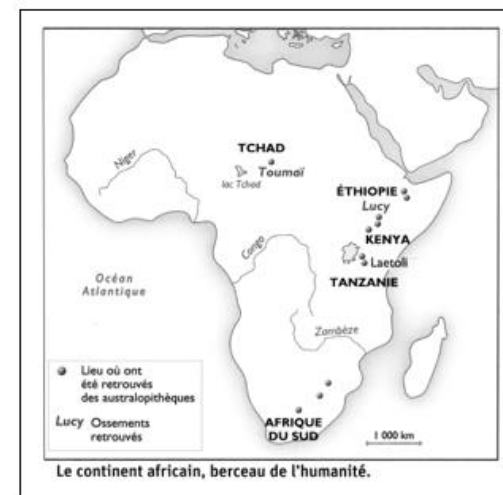 TCHAD
Toumaï
lac Tchad
Niger
ÉTHIOPIE
Lucy
KENYA
Laetoli
TANZANIE
Congo
Océan
Atlantique
Zambèze
Lieu où ont
été retrouvés
des australopithèques
Lucy Ossements
retrouvés
AFRIQUE
DU SUD
1 000 km
Le continent africain, berceau de l'humanité.